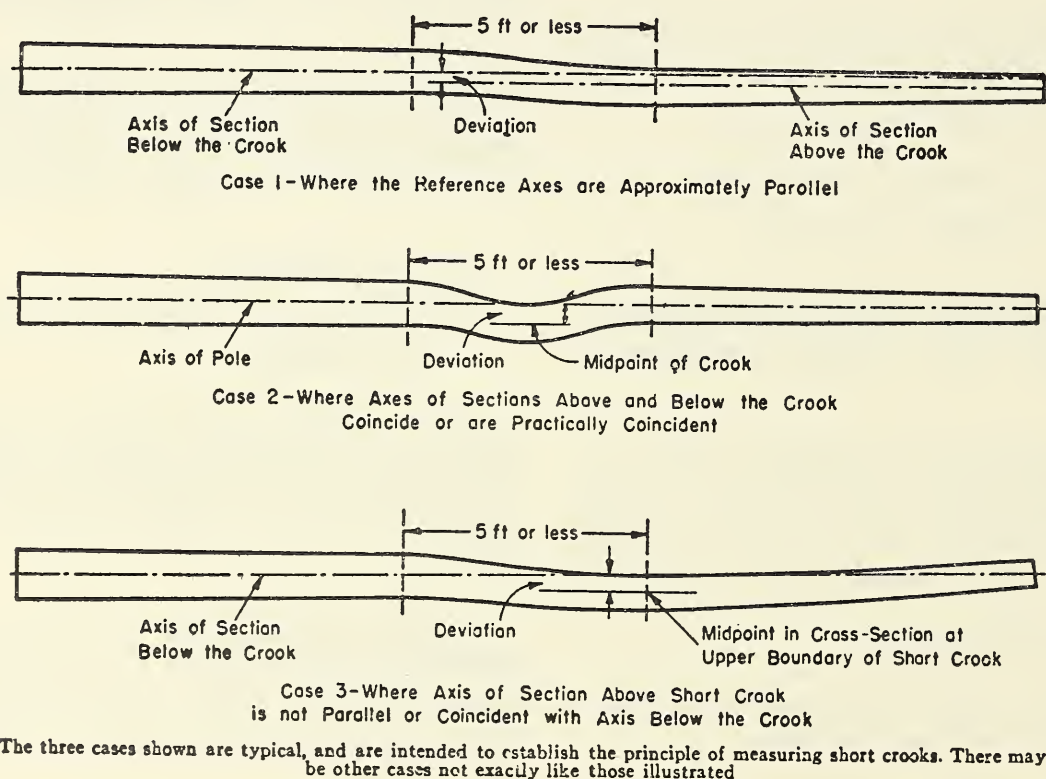 5 ft or less
Axis of Section
Below the Crook
Deviation
Axis of Section
Above the Crook
Case 1-Where the Reference Axes are Approximately Parallel
5 ft or less
Axis of Pole
Deviation
Midpoint of Crook
Case 2-Where Axes of Sections Above and Below the Crook
Coincide or are Practically Coincident
5 ft or less
Axis of Section
Below the Crook
Deviation
Midpoint in Cross-Section at
Upper Boundary of Short Crook
Case 3-Where Axis of Section Above Short Crook
is not Parallel or Coincident with Axis Below the Crook
The three cases shown are typical, and are intended to establish the principle of measuring short crooks. There may
be other cases not exactly like those illustrated